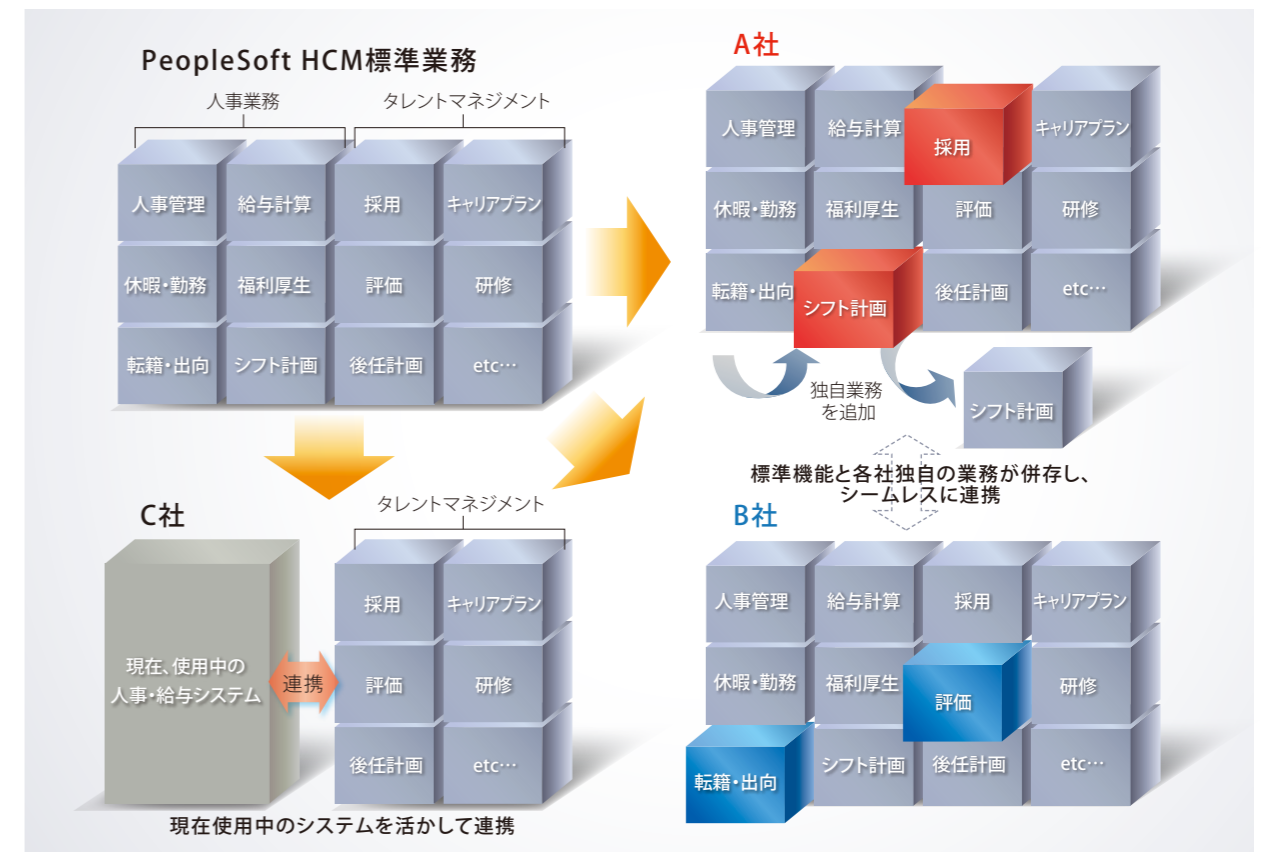 PeopleSoft HCM標準業務
人事業務
タレントマネジメント
人事管理
給与計算
採用
キャリアプラン
休暇・勤務
福利厚生
評価
研修
転籍・出向
シフト計画
後任計画
etc…
A社
人事管理
給与計算
採用
キャリアプラン
休暇・勤務
福利厚生
評価
研修
転籍・出向
シフト計画
後任計画
etc…
独自業務
を追加
シフト計画
標準機能と各社独自の業務が併存し、
シームレスに連携
C社
タレントマネジメント
現在、使用中の
人事・給与システム
連携
採用
キャリアプラン
評価
研修
後任計画
etc…
現在使用中のシステムを活かして連携
B社
人事管理
給与計算
採用
キャリアプラン
休暇・勤務
福利厚生
評価
研修
転籍・出向
シフト計画
後任計画
etc…